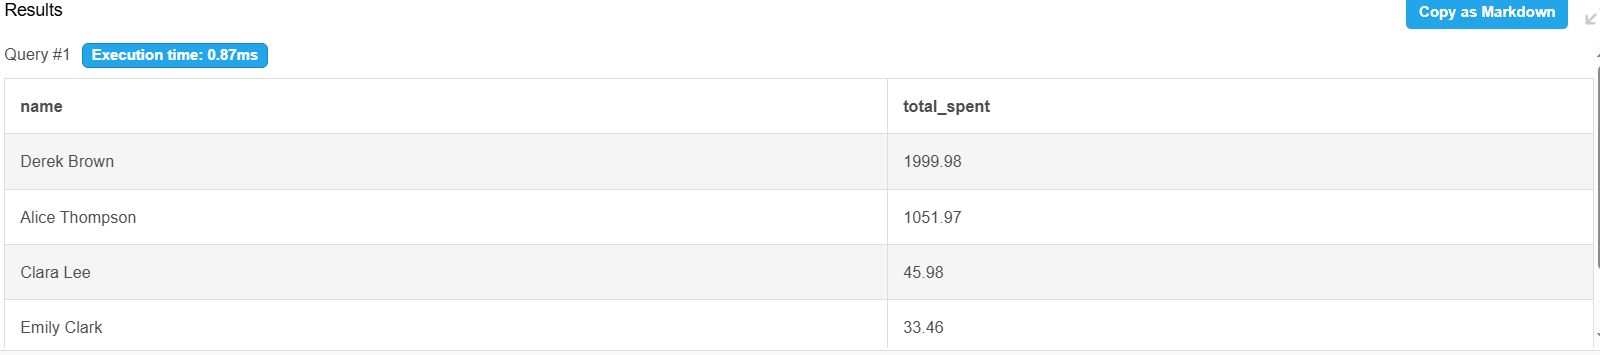 Results
Copy as Markdown
Query #1 Execution time: 0.87ms
name total_spent
Derek Brown 1999.98
Alice Thompson 1051.97
Clara Lee 45.98
Emily Clark 33.46